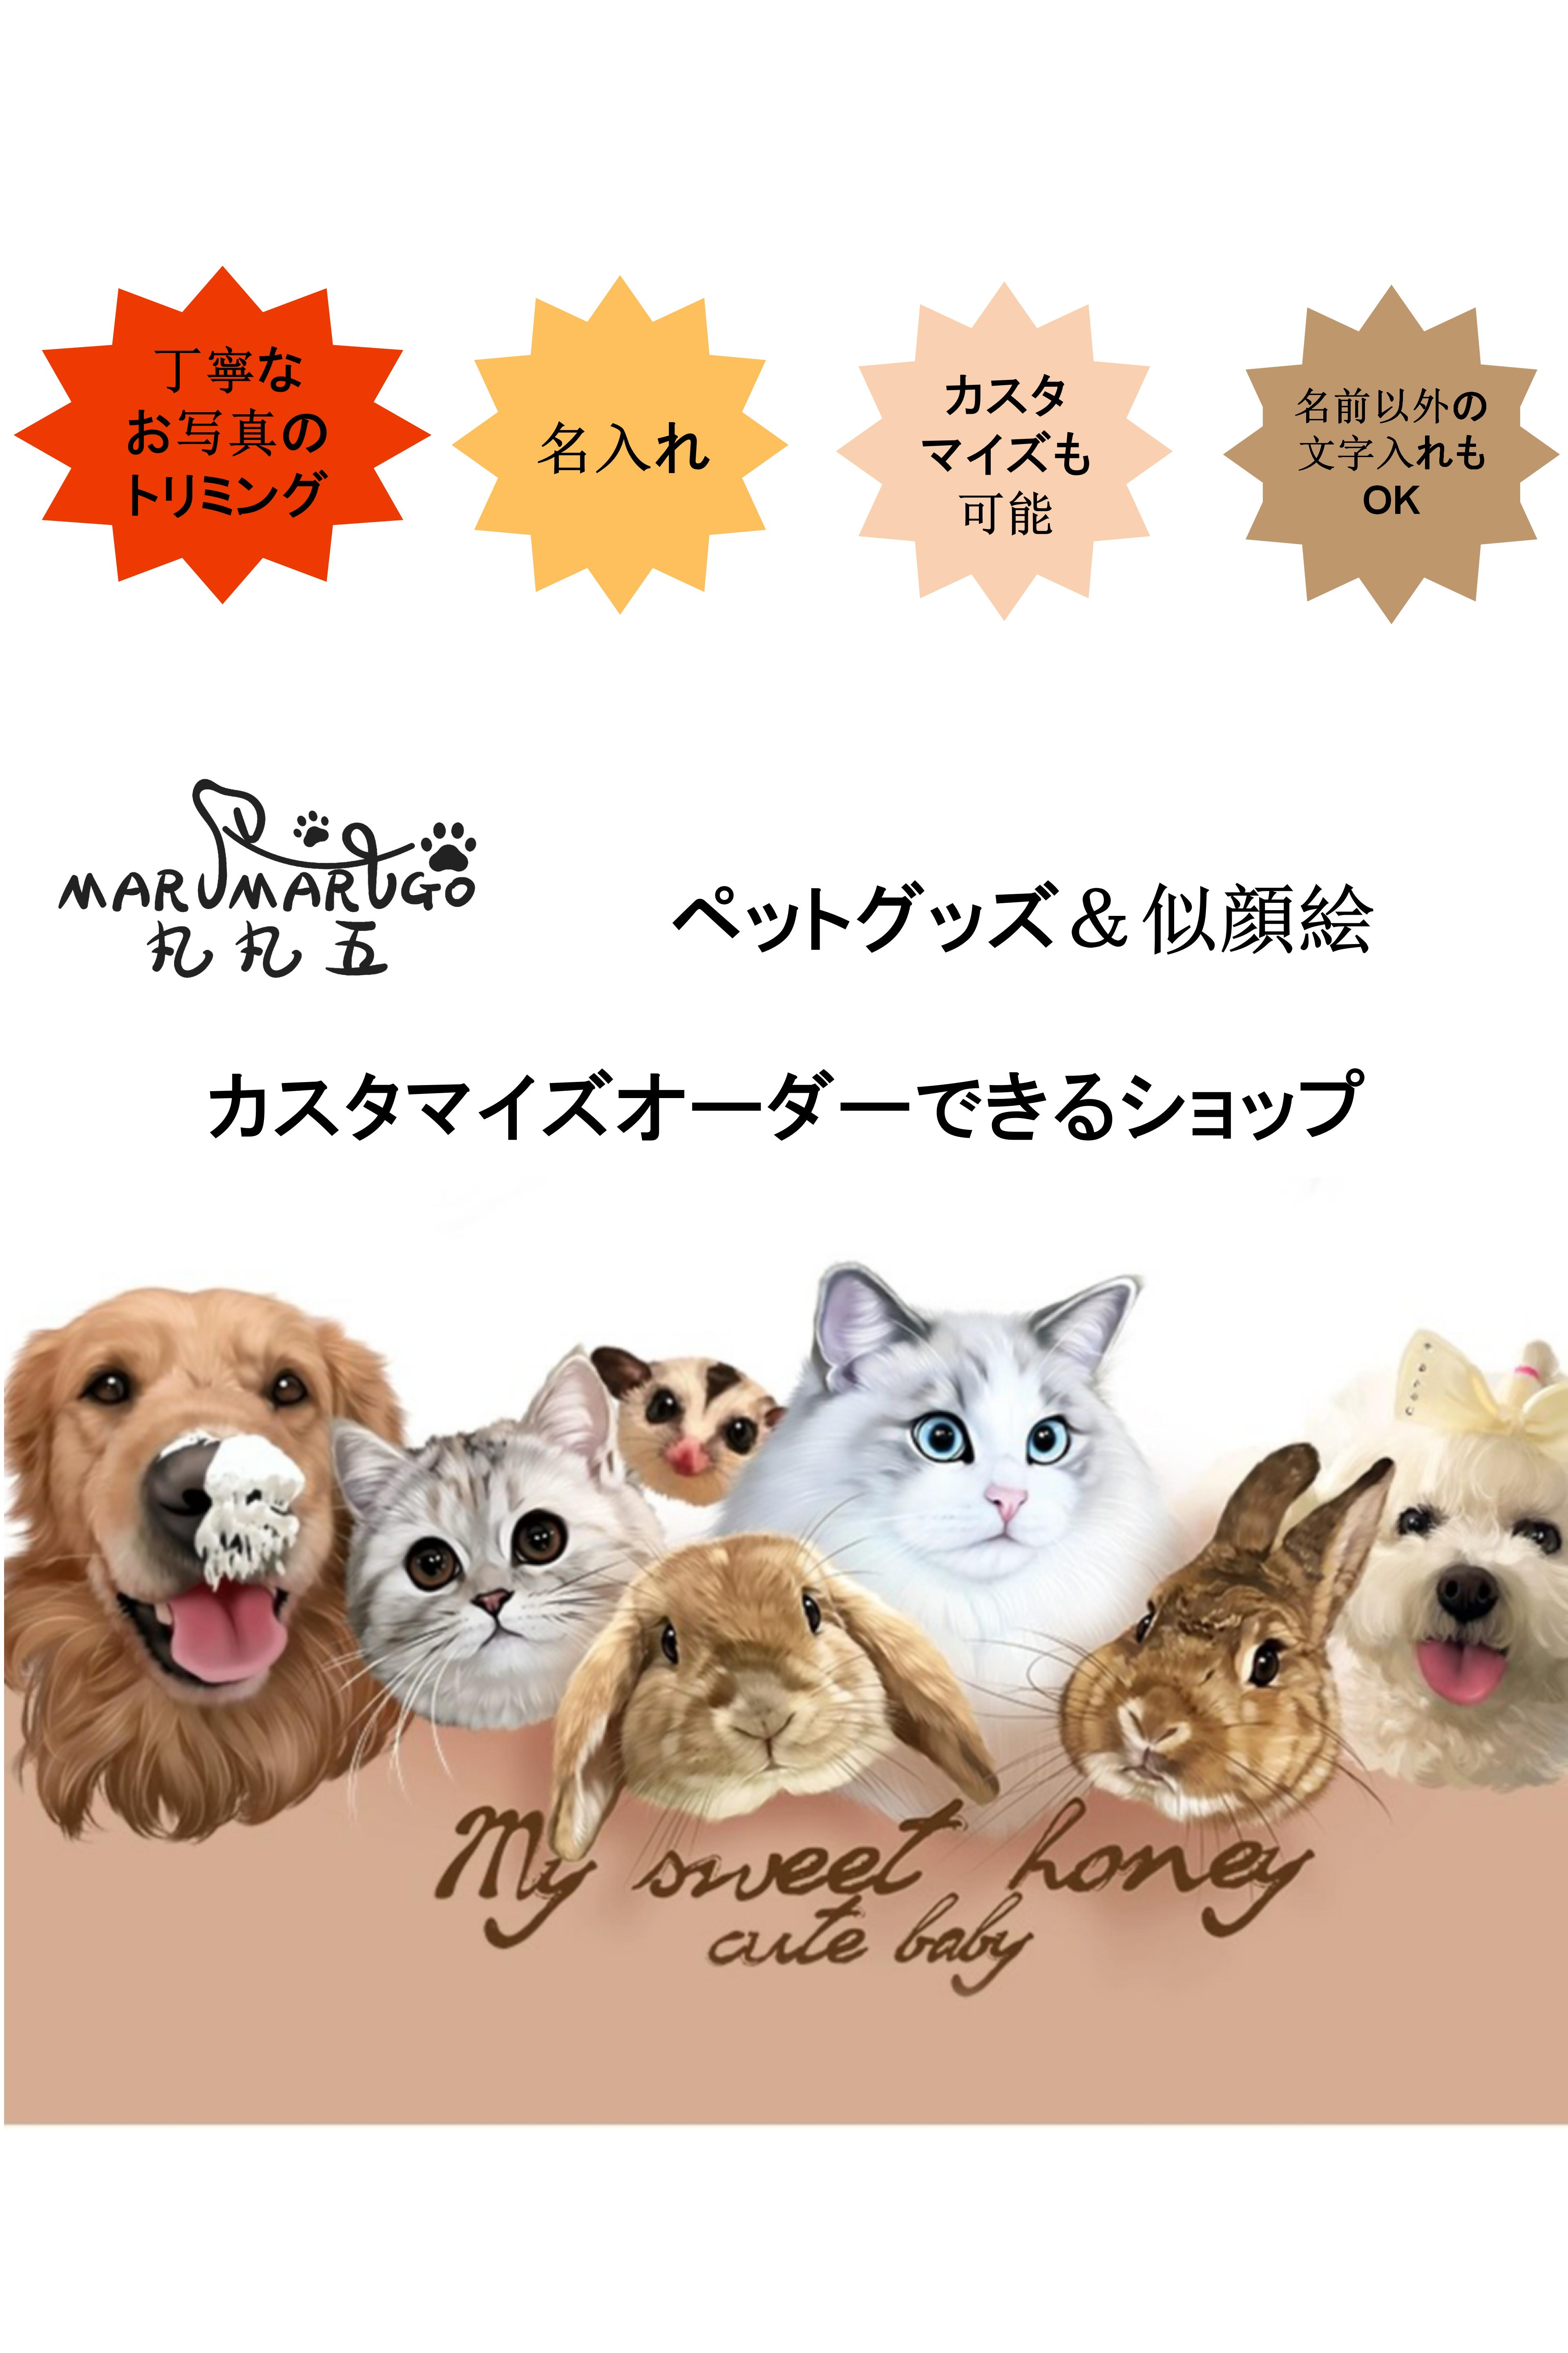 丁寧な
お写真の
トリミング
名入れ
カスタ
マイズも
可能
名前以外の
文字入れも
OK
MARUMARUGO
丸丸五
ペットグッズ&似顔絵
カスタマイズオーダーできるショップ
My sweet honey
cute baby